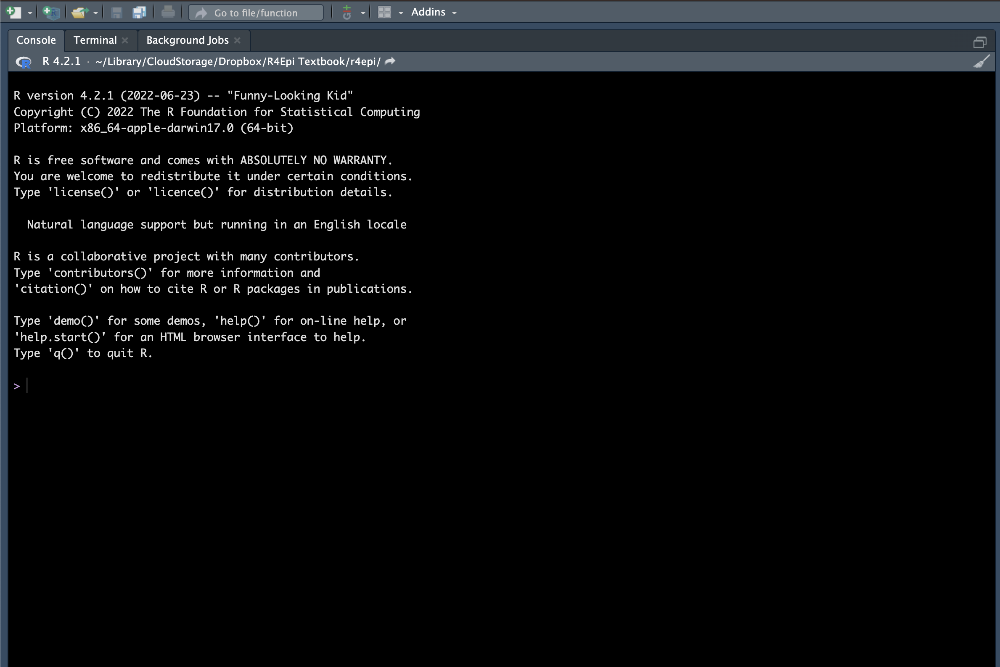 Go to file/function
Addins
Console Terminal Background Jobs
R 4.2.1 · ~/Library/CloudStorage/Dropbox/R4Epi Textbook/r4epi/
R version 4.2.1 (2022-06-23) -- "Funny-Looking Kid"
Copyright (C) 2022 The R Foundation for Statistical Computing
Platform: x86_64-apple-darwin17.0 (64-bit)
R is free software and comes with ABSOLUTELY NO WARRANTY.
You are welcome to redistribute it under certain conditions.
Type 'license()' or 'licence()' for distribution details.
Natural language support but running in an English locale
R is a collaborative project with many contributors.
Type 'contributors()' for more information and
'citation()' on how to cite R or R packages in publications.
Type 'demo()' for some demos, 'help()' for on-line help, or
'help.start()' for an HTML browser interface to help.
Type 'q()' to quit R.
>